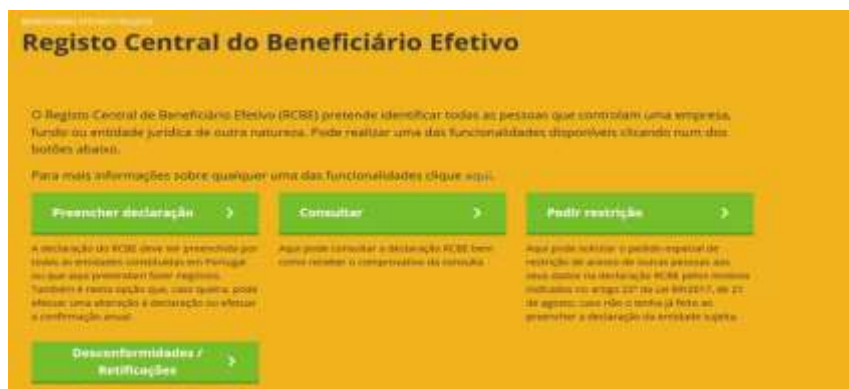 Registo Central do Beneficiário Efetivo
O Registo Central de Beneficiário Efetivo (RCBE) pretende identificar todas as pessoas que controlam uma empresa,
fundo ou entidade jurídica de outra natureza. Pode realizar uma das funcionalidades disponíveis clicando num dos
botões abaixo.
Para mais informações sobre qualquer uma das funcionalidades clique aqui.
Preencher declaração
A declaração do RCBE deve ser preenchida por
todas as entidades constituídas em Portugal
ou que aqui pretendam fazer negócios.
Também é nesta opção que, caso queira, pode
efetuar uma alteração à declaração ou efetuar
a confirmação anual.
Consultar
Aqui pode consultar a declaração RCBE bem
como receber o comprovativo da consulta.
Pedir restrição
Aqui pode solicitar o pedido especial de
restrição de acesso de outras pessoas aos
seus dados na declaração RCBE pelos motivos
indicados no artigo 22º da Lei 89/2017, de 21
de agosto, caso não o tenha já feito ao
preencher a declaração da entidade sujeita.
Desconformidades /
Retificações